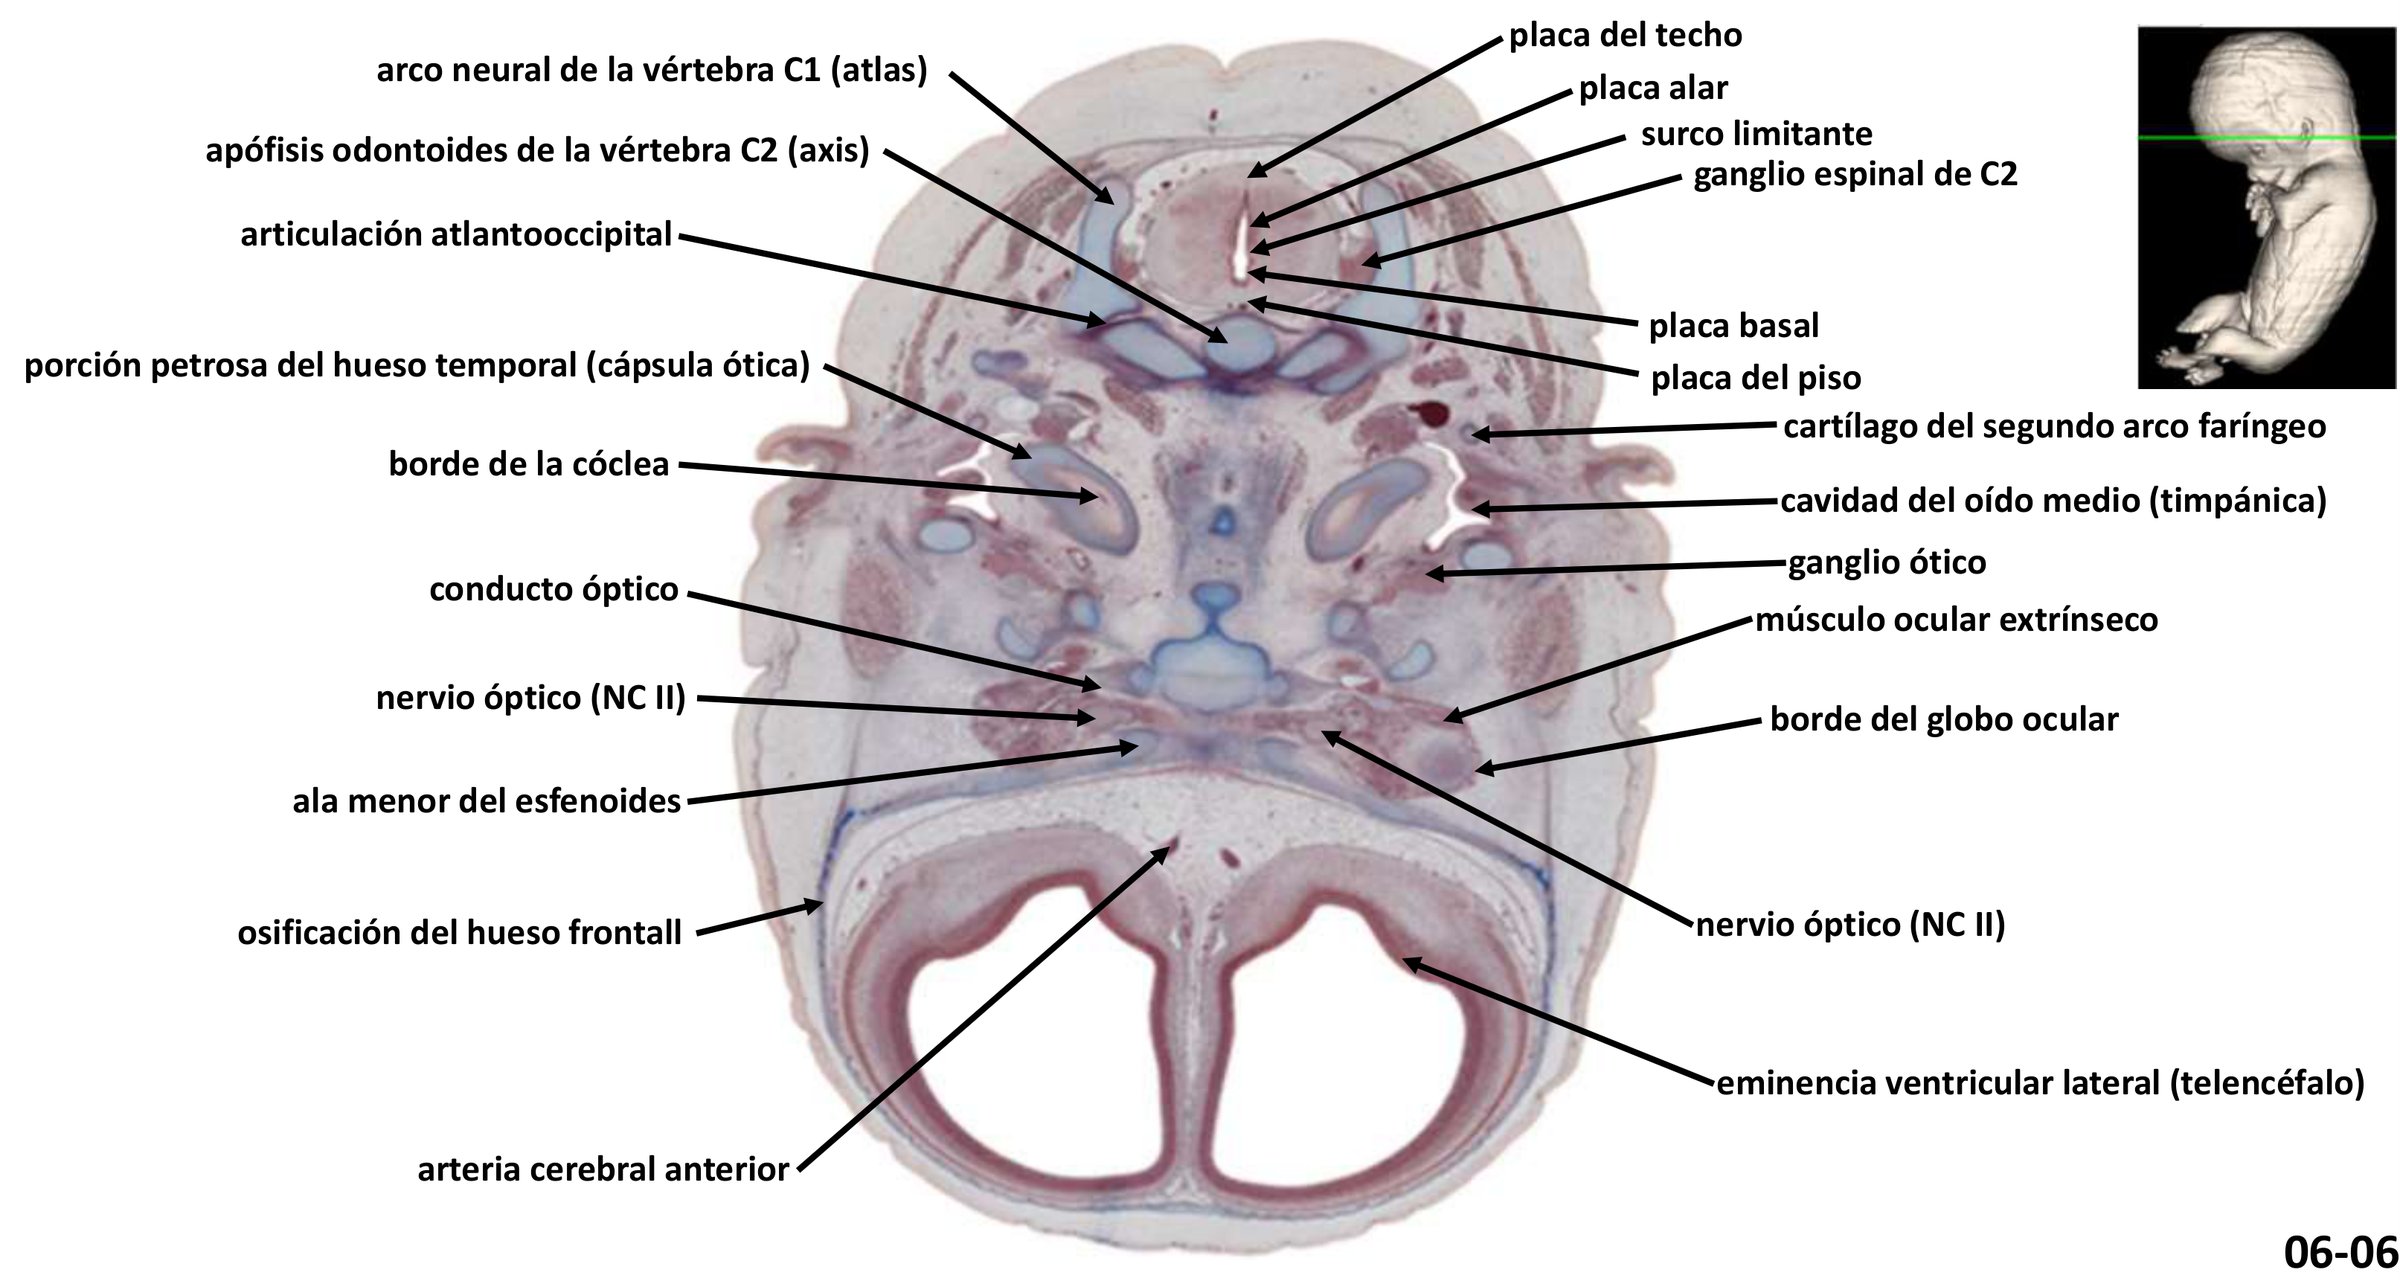 arco neural de la vértebra C1 (atlas)
apófisis odontoides de la vértebra C2 (axis)
articulación atlantooccipital
porción petrosa del hueso temporal (cápsula ótica)
borde de la cóclea
conducto óptico
nervio óptico (NC II)
ala menor del esfenoides
osificación del hueso frontall
arteria cerebral anterior
placa del techo
placa alar
surco limitante
ganglio espinal de C2
placa basal
placa del piso
cartílago del segundo arco faríngeo
cavidad del oído medio (timpánica)
ganglio ótico
músculo ocular extrínseco
borde del globo ocular
nervio óptico (NC II)
eminencia ventricular lateral (telencéfalo)
06-06